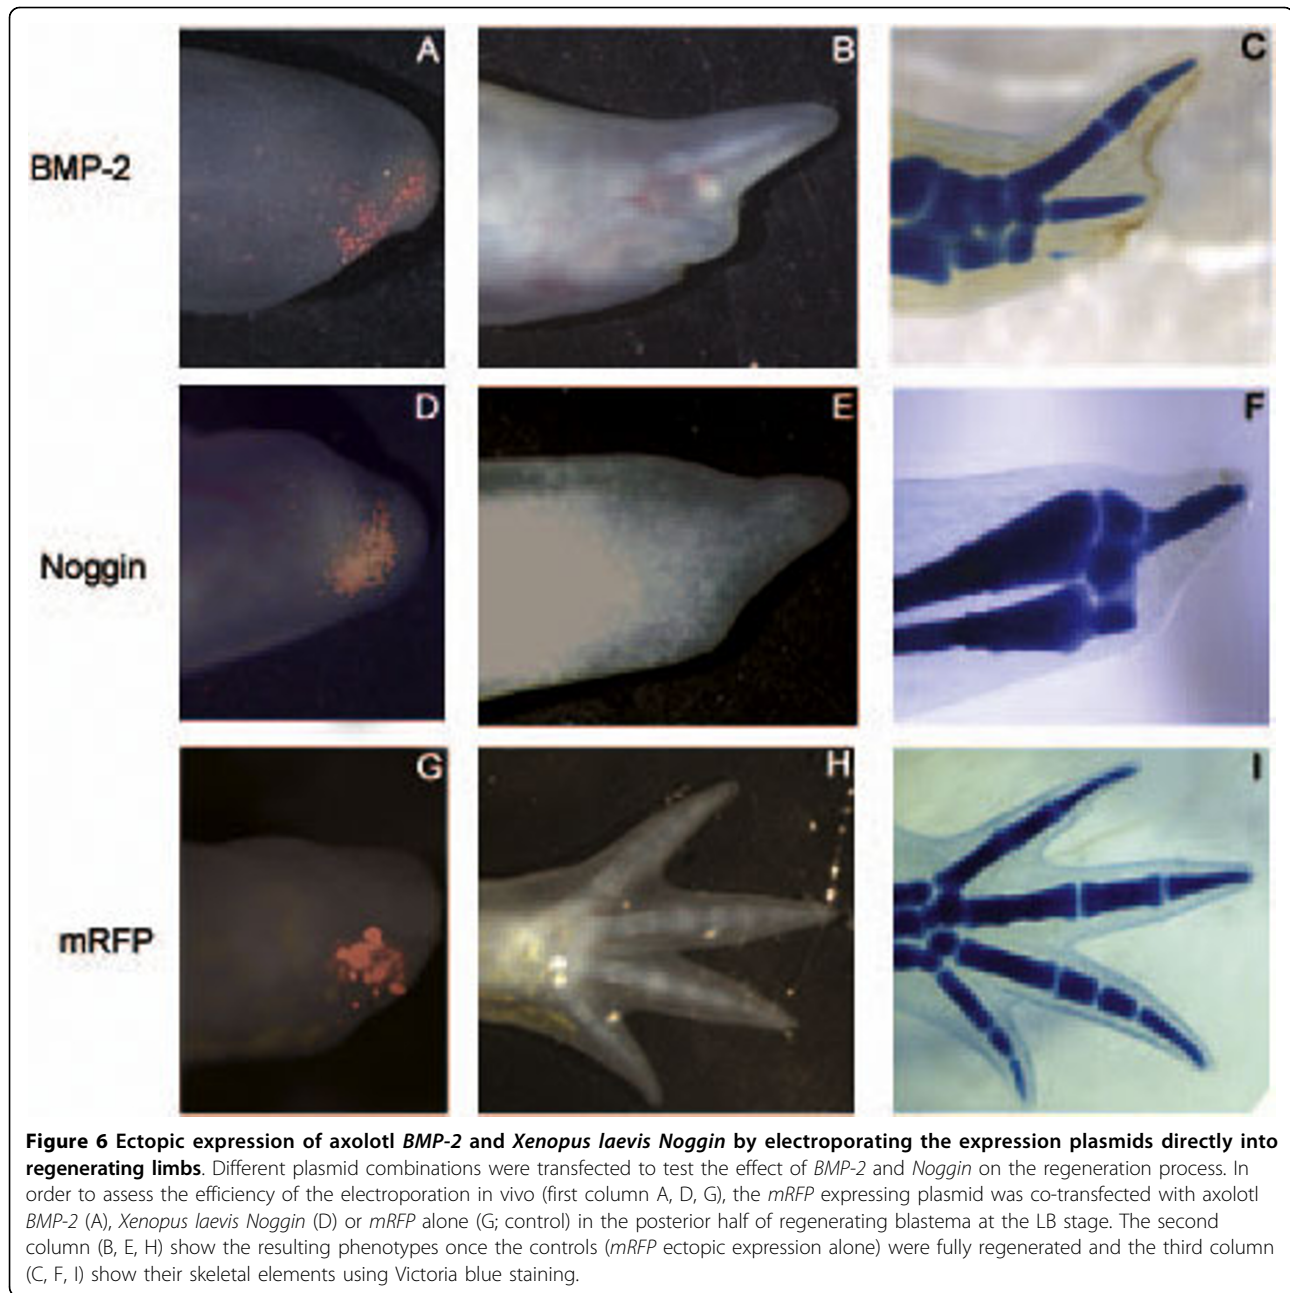 A
B
C
BMP-2
D
E
F
Noggin
G
H
I
mRFP
Figure 6 Ectopic expression of axolotl BMP-2 and Xenopus laevis Noggin by electroporating the expression plasmids directly into
regenerating limbs. Different plasmid combinations were transfected to test the effect of BMP-2 and Noggin on the regeneration process. In
order to assess the efficiency of the electroporation in vivo (first column A, D, G), the mRFP expressing plasmid was co-transfected with axolotl
BMP-2 (A), Xenopus laevis Noggin (D) or mRFP alone (G; control) in the posterior half of regenerating blastema at the LB stage. The second
column (B, E, H) show the resulting phenotypes once the controls (mRFP ectopic expression alone) were fully regenerated and the third column
(C, F, I) show their skeletal elements using Victoria blue staining.